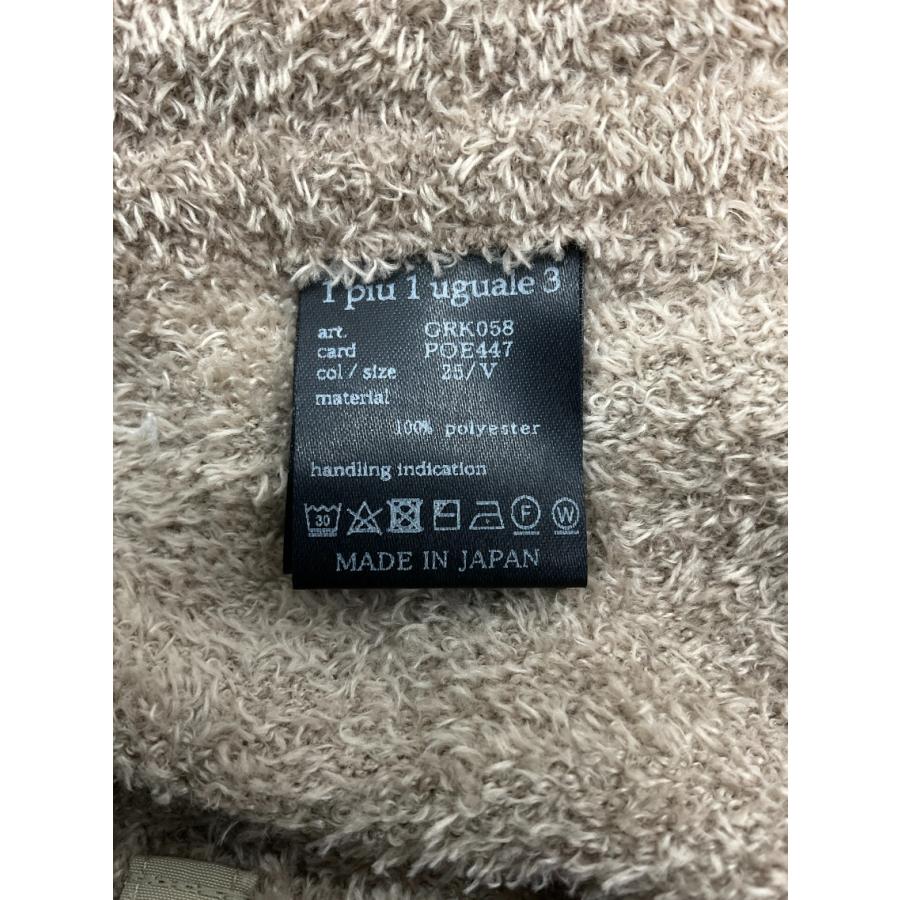 1 piu 1 uguale 3
art. GRK058
card POE447
col / size 25/V
material
100% polyester
handling indication
30 F W
MADE IN JAPAN